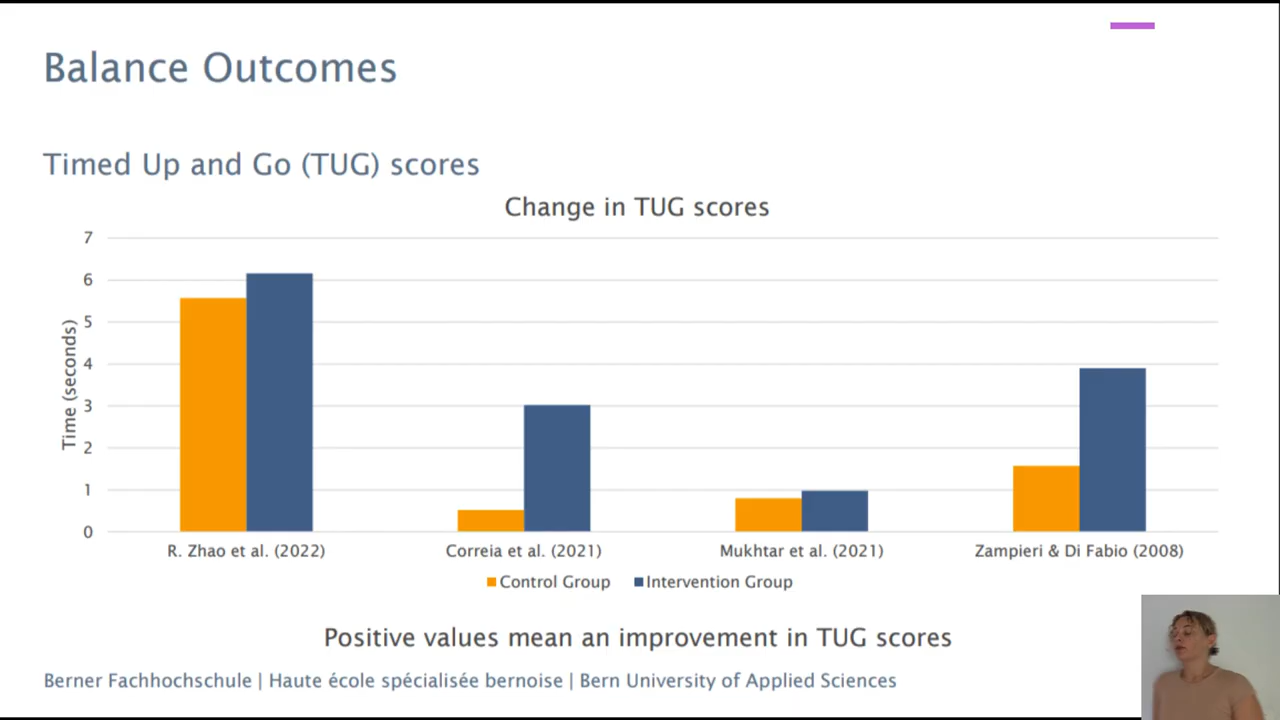 Balance Outcomes
Timed Up and Go (TUG) scores
Change in TUG scores
Time (seconds)
7
6
5
4
3
2
1
0
R. Zhao et al. (2022)
Correia et al. (2021)
Mukhtar et al. (2021)
Zampieri & Di Fabio (2008)
Control Group
Intervention Group
Positive values mean an improvement in TUG scores
Berner Fachhochschule | Haute école spécialisée bernoise | Bern University of Applied Sciences